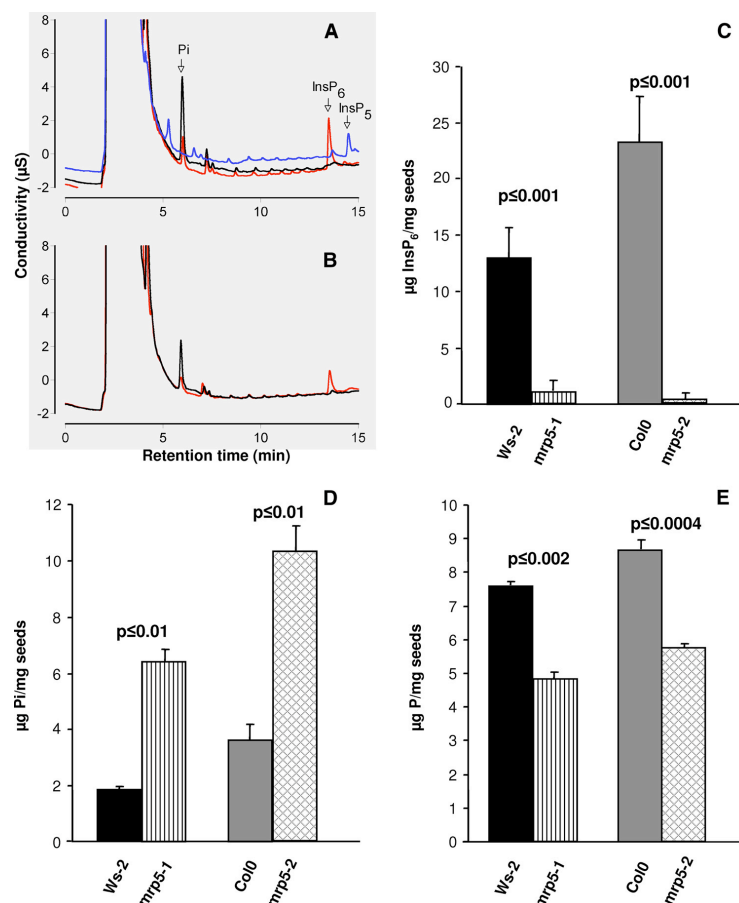 A
8
6
4
2
0
-2
Pi
InsP6
InsP5
0
5
10
15
B
8
6
4
2
0
-2
0
5
10
15
Conductivity (µS)
Retention time (min)
C
30
25
20
15
10
5
0
µg InsP6/mg seeds
p≤0.001
p≤0.001
Ws-2
mrp5-1
Col0
mrp5-2
D
12
10
8
6
4
2
0
µg Pi/mg seeds
p≤0.01
p≤0.01
Ws-2
mrp5-1
Col0
mrp5-2
E
10
9
8
7
6
5
4
3
2
1
0
µg P/mg seeds
p≤0.002
p≤0.0004
Ws-2
mrp5-1
Col0
mrp5-2